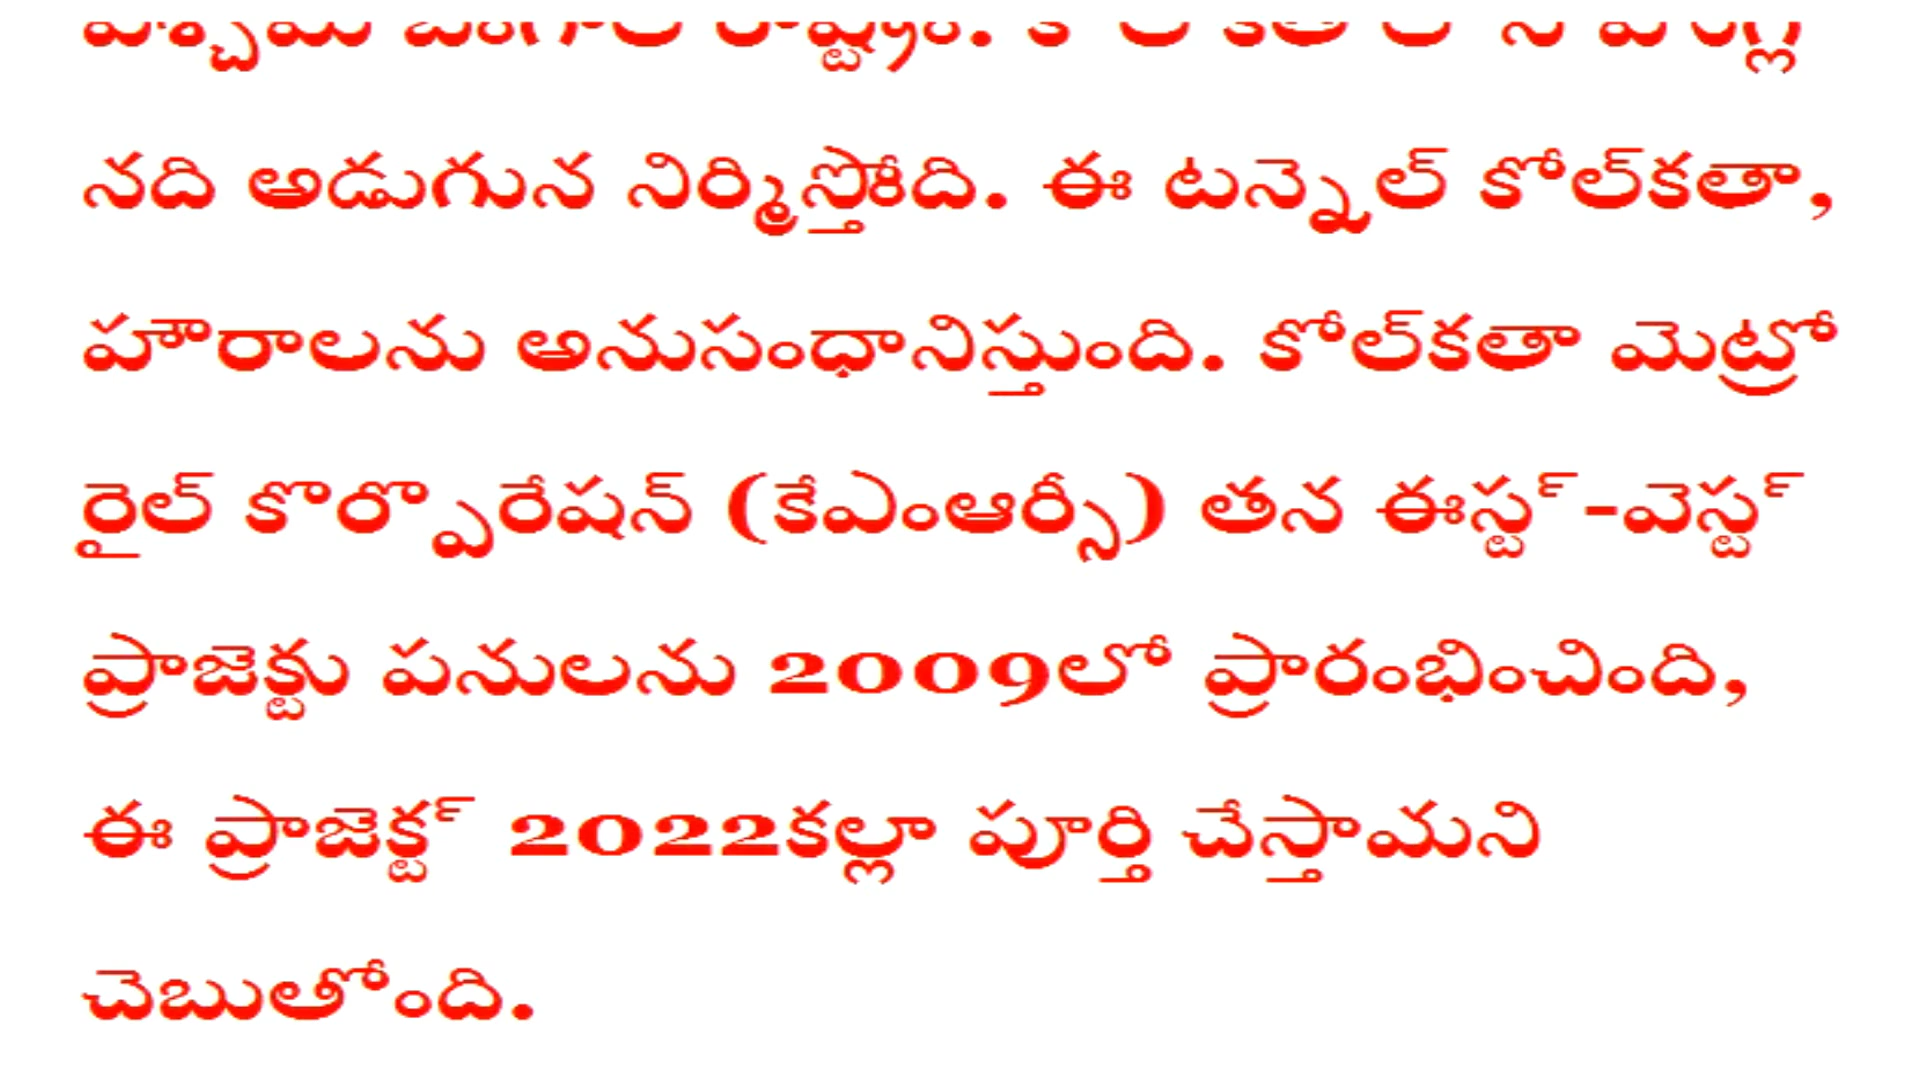 నది అడుగున నిర్మిస్తోంది. ఈ టన్నెల్ కోల్‌కతా,
హౌరాలను అనుసంధానిస్తుంది. కోల్‌కతా మెట్రో
రైల్ కొర్పొరేషన్ (కేఎంఆర్సీ) తన ఈస్ట్-వెస్ట్
ప్రాజెక్టు పనులను 2009లో ప్రారంభించింది,
ఈ ప్రాజెక్ట్ 2022కల్లా పూర్తి చేస్తామని
చెబుతోంది.